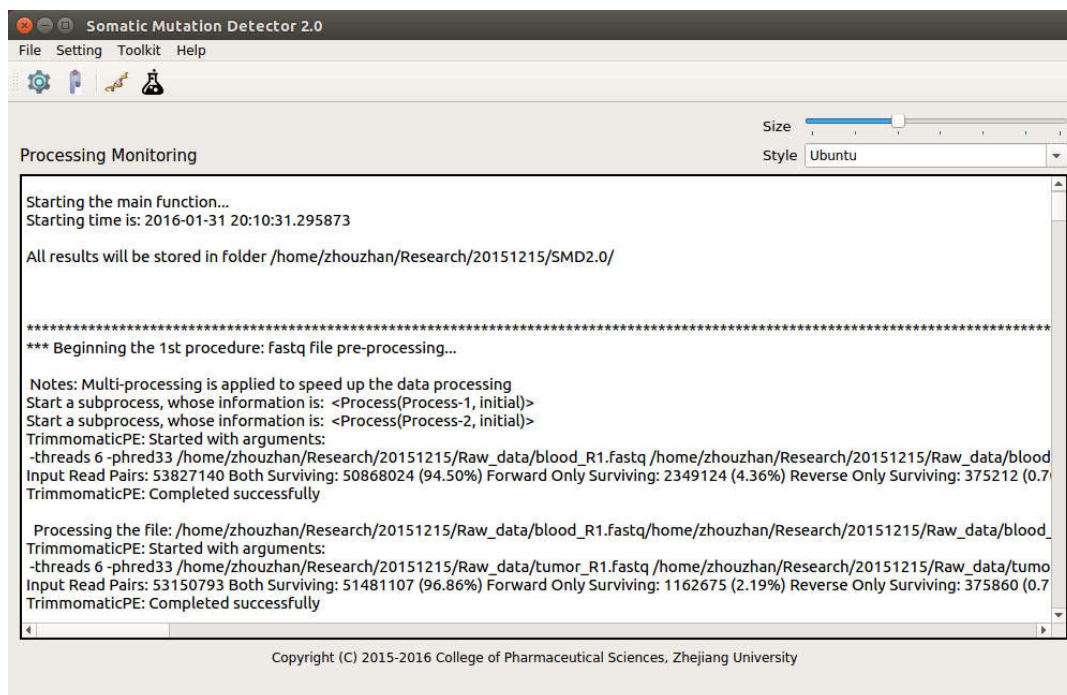 Somatic Mutation Detector 2.0
File Setting Toolkit Help
Size
Processing Monitoring
Style Ubuntu
Starting the main function...
Starting time is: 2016-01-31 20:10:31.295873
All results will be stored in folder /home/zhouzhan/Research/20151215/SMD2.0/
****************************************************************************************************************************************
*** Beginning the 1st procedure: fastq file pre-processing...
Notes: Multi-processing is applied to speed up the data processing
Start a subprocess, whose information is: <Process(Process-1, initial)>
Start a subprocess, whose information is: <Process(Process-2, initial)>
TrimmomaticPE: Started with arguments:
-threads 6 -phred33 /home/zhouzhan/Research/20151215/Raw_data/blood_R1.fastq /home/zhouzhan/Research/20151215/Raw_data/blood
Input Read Pairs: 53827140 Both Surviving: 50868024 (94.50%) Forward Only Surviving: 2349124 (4.36%) Reverse Only Surviving: 375212 (0.7
TrimmomaticPE: Completed successfully
Processing the file: /home/zhouzhan/Research/20151215/Raw_data/blood_R1.fastq/home/zhouzhan/Research/20151215/Raw_data/blood_
TrimmomaticPE: Started with arguments:
-threads 6 -phred33 /home/zhouzhan/Research/20151215/Raw_data/tumor_R1.fastq /home/zhouzhan/Research/20151215/Raw_data/tumo
Input Read Pairs: 53150793 Both Surviving: 51481107 (96.86%) Forward Only Surviving: 1162675 (2.19%) Reverse Only Surviving: 375860 (0.7
TrimmomaticPE: Completed successfully
Copyright (C) 2015-2016 College of Pharmaceutical Sciences, Zhejiang University